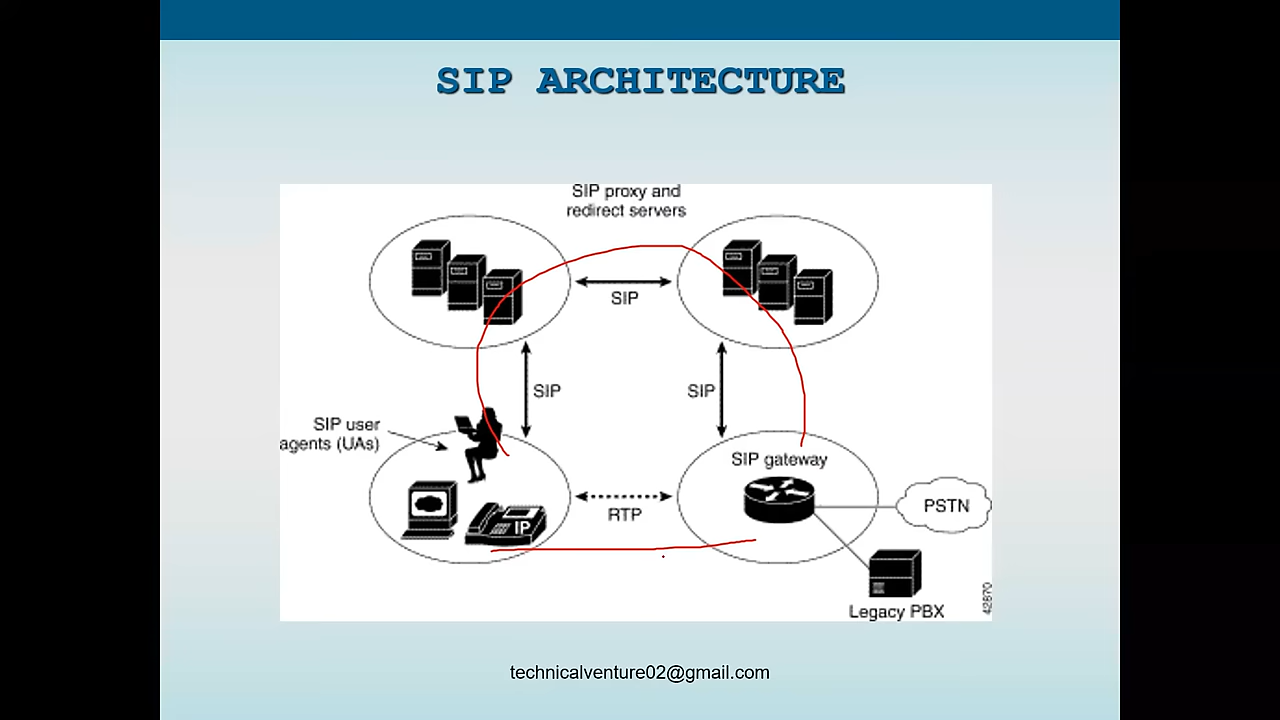 SIP ARCHITECTURE
SIP proxy and
redirect servers
SIP
SIP
SIP
SIP user
agents (UAs)
SIP gateway
RTP
IP
PSTN
Legacy PBX
42870
technicalventure02@gmail.com